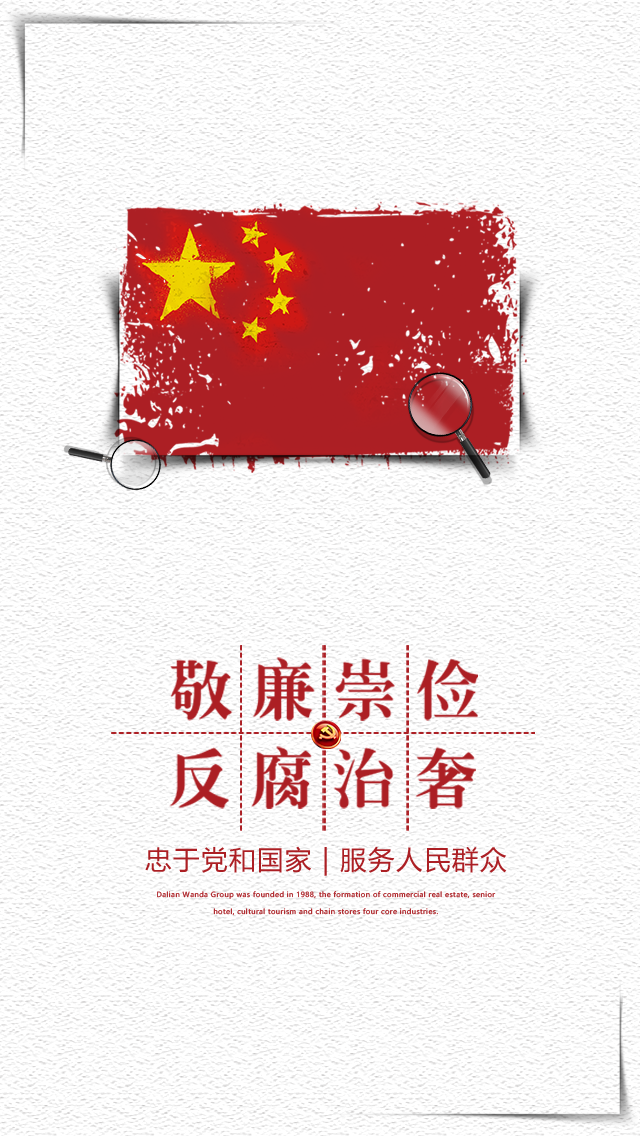 敬廉崇俭
反腐治奢
忠于党和国家｜服务人民群众
Dalian Wanda Group was founded in 1988, the formation of commercial real estate, senior
hotel, cultural tourism and chain stores four core industries.